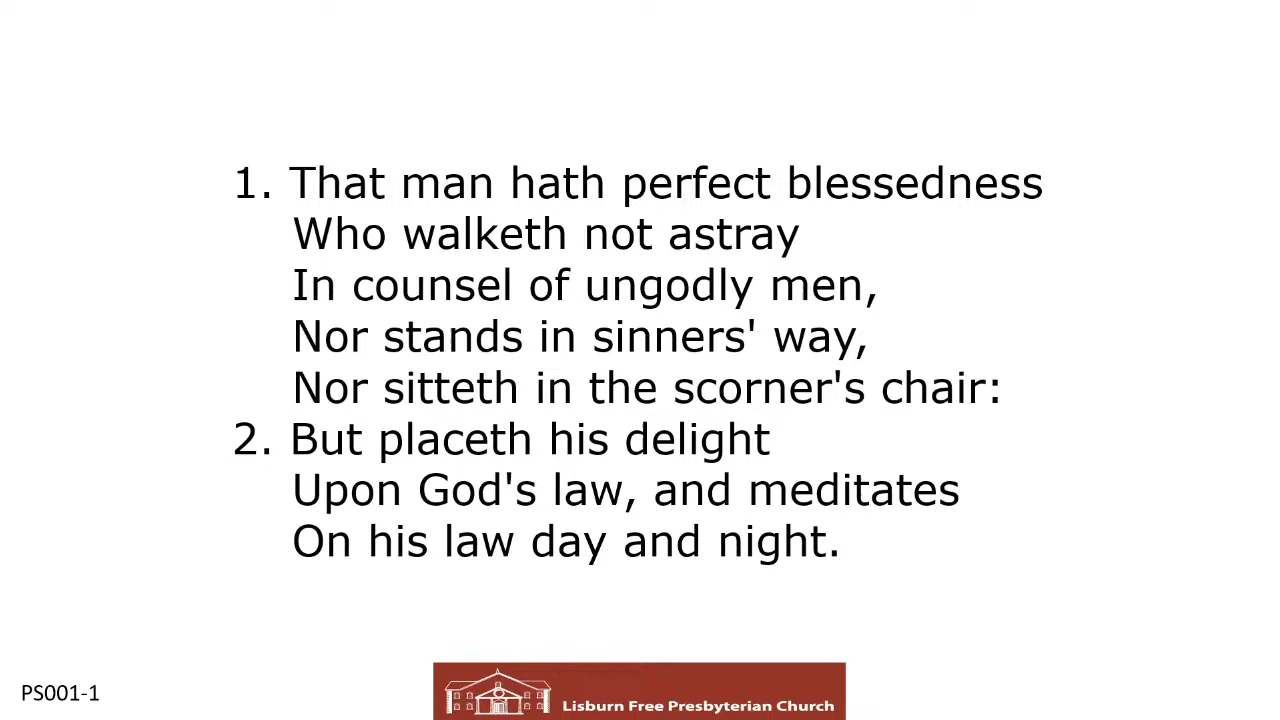 1. That man hath perfect blessedness
Who walketh not astray
In counsel of ungodly men,
Nor stands in sinners' way,
Nor sitteth in the scorner's chair:
2. But placeth his delight
Upon God's law, and meditates
On his law day and night.
PS001-1
Lisburn Free Presbyterian Church